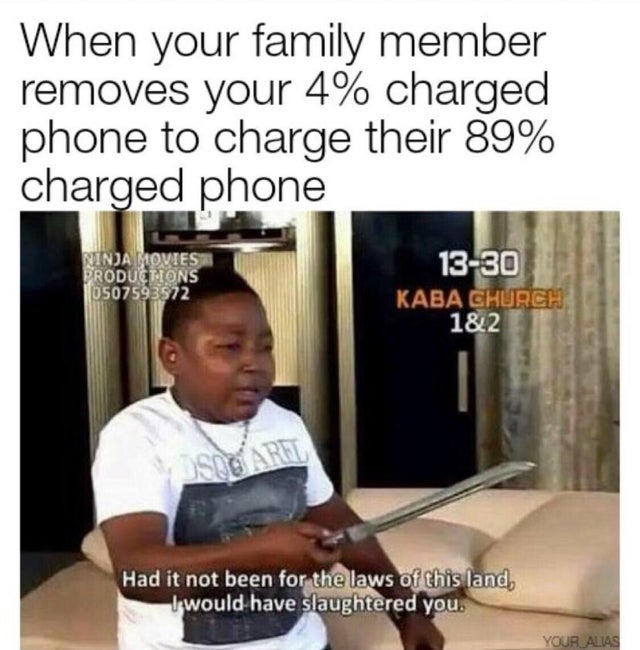 When your family member
removes your 4% charged
phone to charge their 89%
charged phone
NINJA MOVIES
PRODUCTIONS
0507593572
13-30
KABA CHURCH
1&2
Had it not been for the laws of this land,
I would have slaughtered you.
YOUR_ALIAS